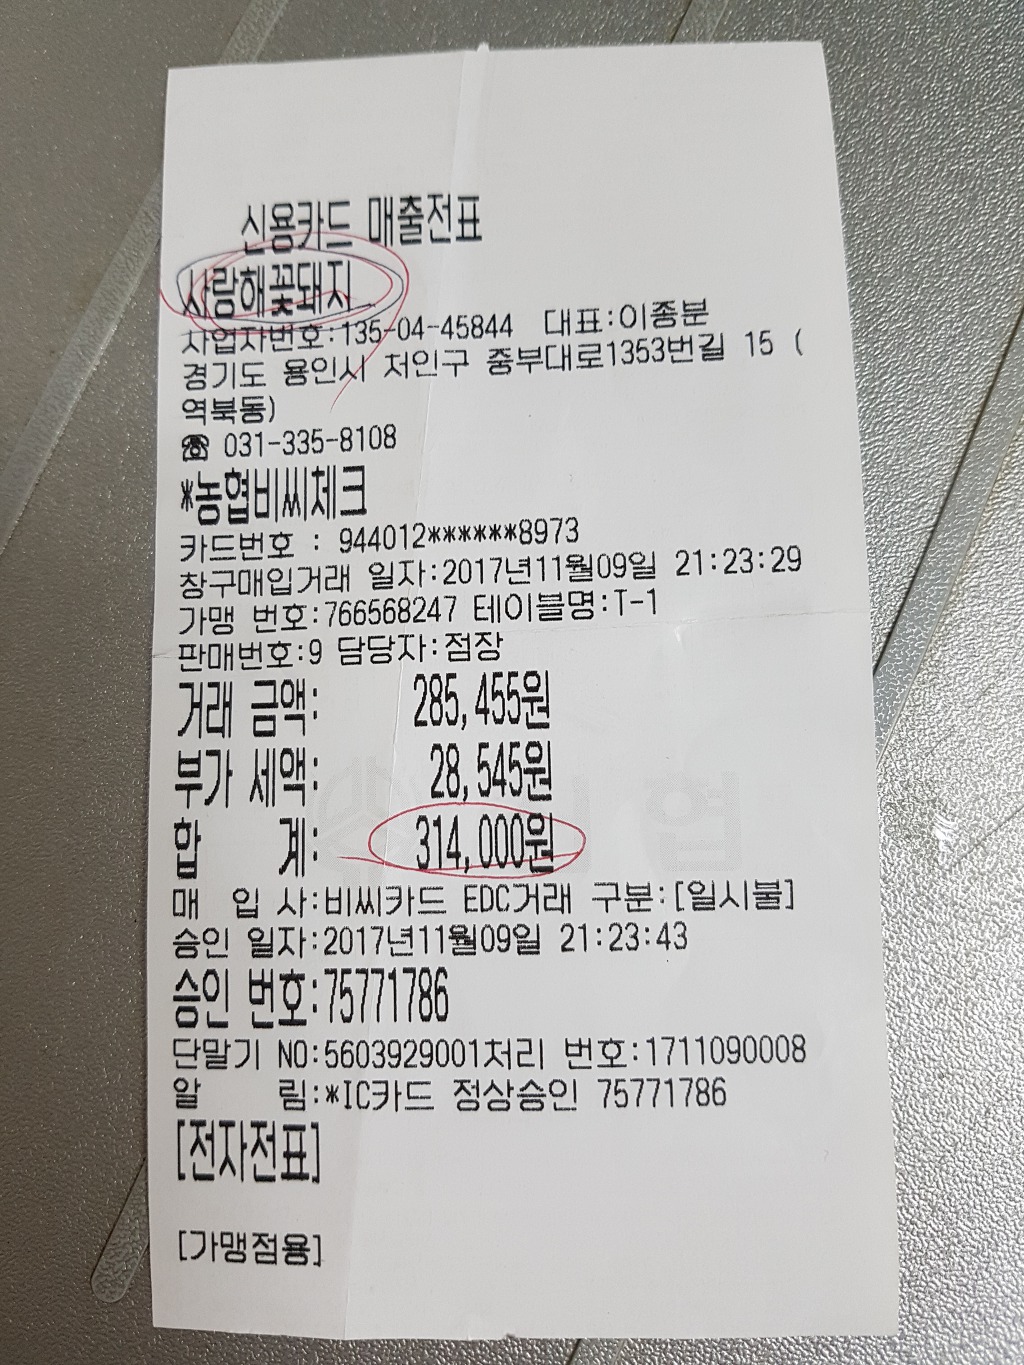 신용카드 매출전표
사랑해꽃돼지
사업자번호:135-04-45844 대표:이종분
경기도 용인시 처인구 중부대로1353번길 15 (
역북동)
☎ 031-335-8108
*농협비씨체크
카드번호 : 944012******8973
창구매입거래 일자:2017년11월09일 21:23:29
가맹 번호:766568247 테이블명:T-1
판매번호:9 담당자:점장
거래 금액: 285,455원
부가 세액: 28,545원
합 계: 314,000원
매 입 사:비씨카드 EDC거래 구분:[일시불]
승인 일자:2017년11월09일 21:23:43
승인 번호:75771786
단말기 NO:5603929001처리 번호:1711090008
알 림:*IC카드 정상승인 75771786
[전자전표]
[가맹점용]